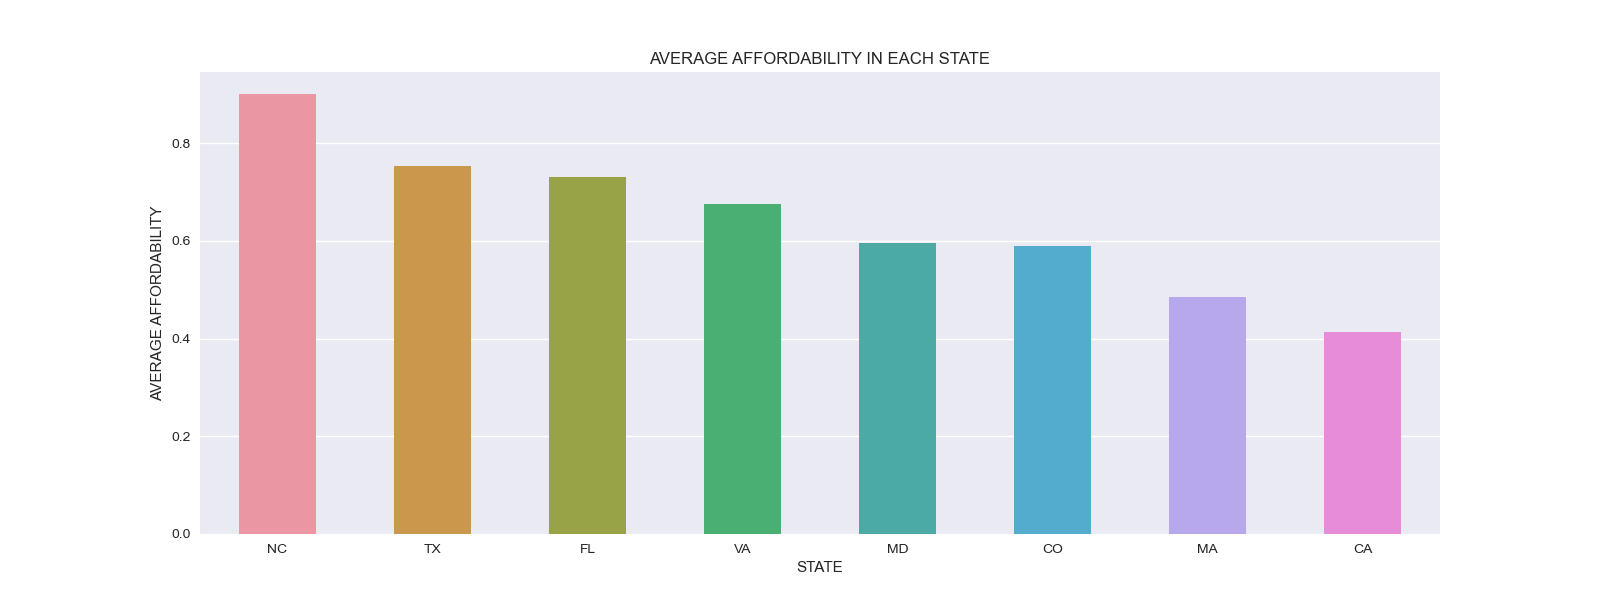 AVERAGE AFFORDABILITY IN EACH STATE
AVERAGE AFFORDABILITY
0.8
0.6
0.4
0.2
0.0
NC TX FL VA MD CO MA CA
STATE